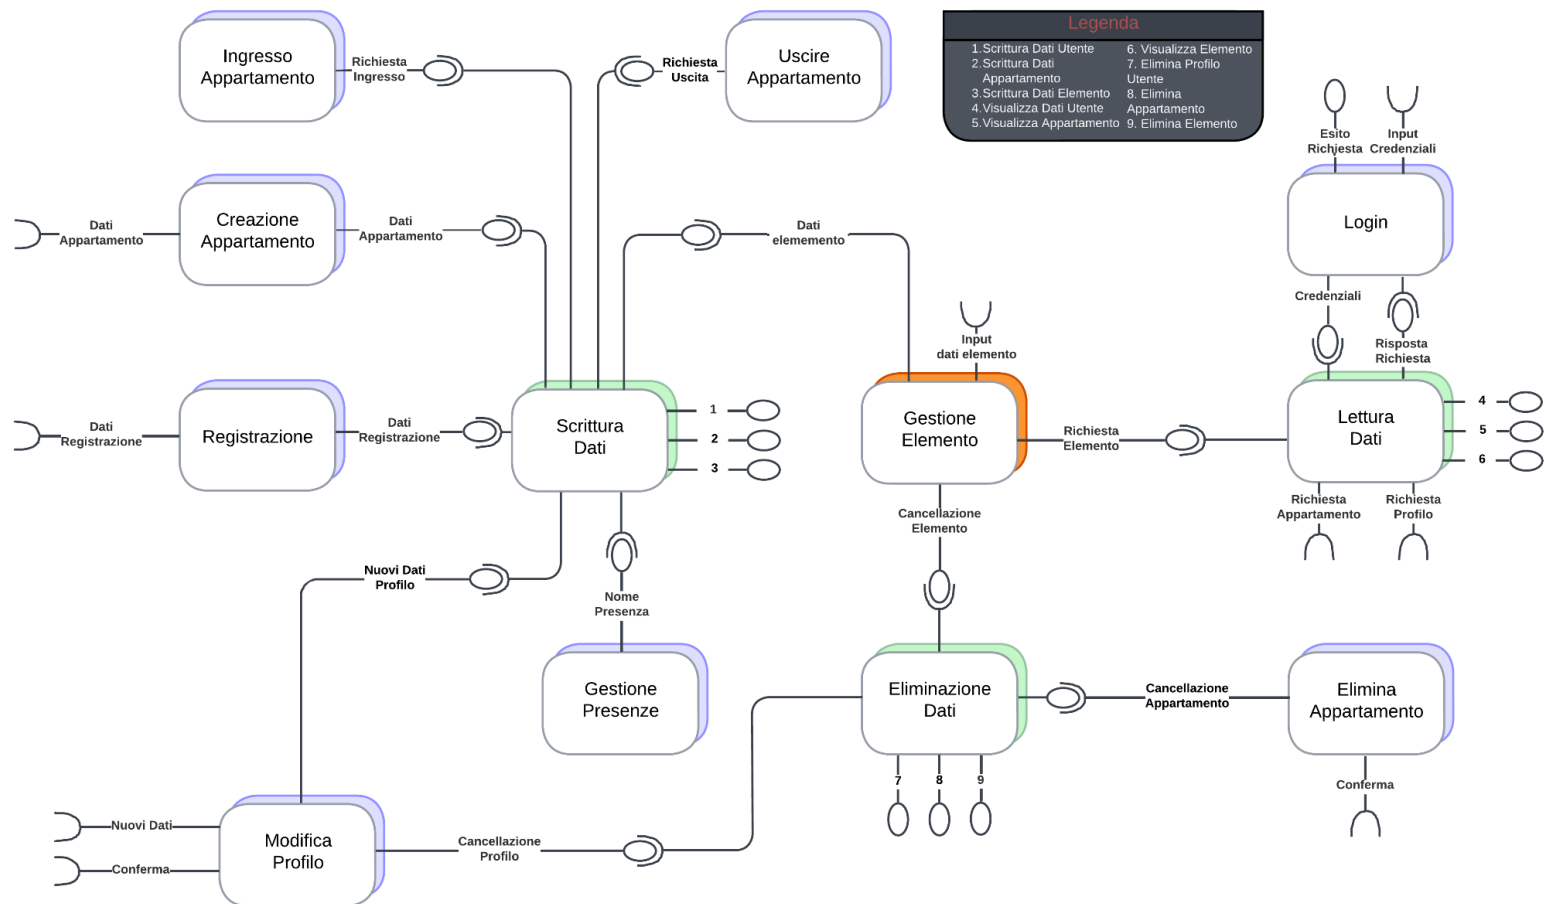 Ingresso
Appartamento
Richiesta
Ingresso
Richiesta
Uscita
Uscire
Appartamento
Legenda
1.Scrittura Dati Utente
2.Scrittura Dati
Appartamento
3.Scrittura Dati Elemento
4.Visualizza Dati Utente
5.Visualizza Appartamento
6. Visualizza Elemento
7. Elimina Profilo
Utente
8. Elimina
Appartamento
9. Elimina Elemento
Esito
Richiesta
Input
Credenziali
Login
Dati
Appartamento
Creazione
Appartamento
Dati
Appartamento
Dati
elememento
Credenziali
Risposta
Richiesta
Input
dati elemento
Dati
Registrazione
Registrazione
Dati
Registrazione
Scrittura
Dati
1
2
3
Gestione
Elemento
Richiesta
Elemento
Lettura
Dati
4
5
6
Richiesta
Appartamento
Richiesta
Profilo
Cancellazione
Elemento
Nuovi Dati
Profilo
Nome
Presenza
Gestione
Presenze
Eliminazione
Dati
Cancellazione
Appartamento
Elimina
Appartamento
7
8
9
Conferma
Nuovi Dati
Conferma
Modifica
Profilo
Cancellazione
Profilo